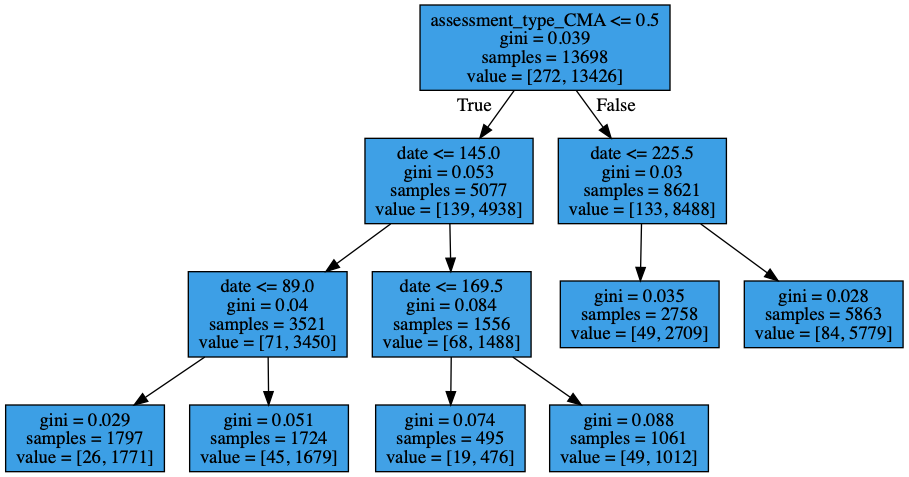 assessment_type_CMA <= 0.5
gini = 0.039
samples = 13698
value = [272, 13426]
True
False
date <= 145.0
gini = 0.053
samples = 5077
value = [139, 4938]
date <= 225.5
gini = 0.03
samples = 8621
value = [133, 8488]
date <= 89.0
gini = 0.04
samples = 3521
value = [71, 3450]
date <= 169.5
gini = 0.084
samples = 1556
value = [68, 1488]
gini = 0.035
samples = 2758
value = [49, 2709]
gini = 0.028
samples = 5863
value = [84, 5779]
gini = 0.029
samples = 1797
value = [26, 1771]
gini = 0.051
samples = 1724
value = [45, 1679]
gini = 0.074
samples = 495
value = [19, 476]
gini = 0.088
samples = 1061
value = [49, 1012]